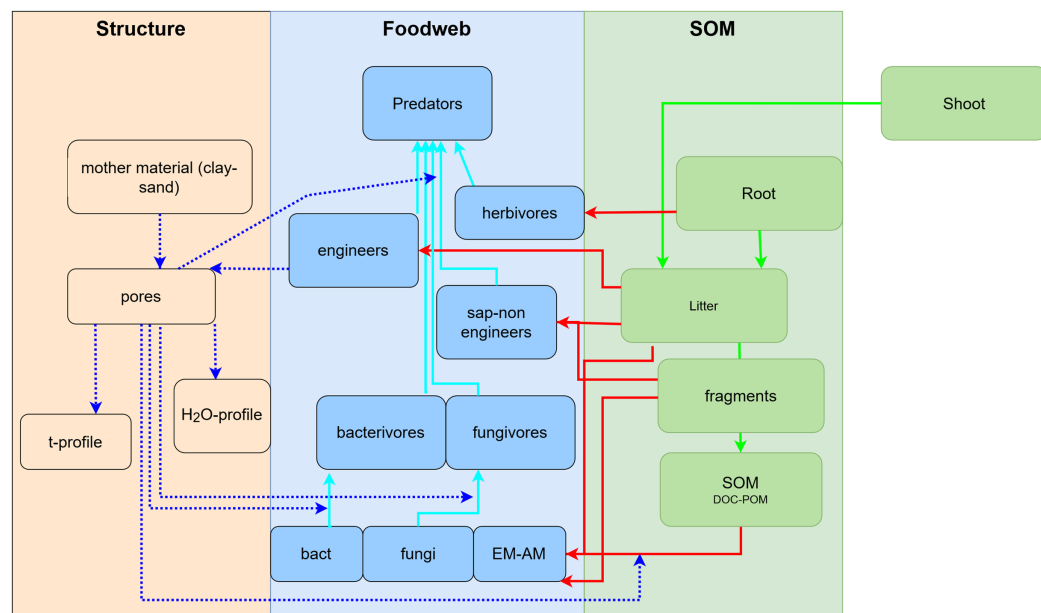 Structure
Foodweb
SOM
Predators
Shoot
mother material (clay-
sand)
Root
herbivores
engineers
pores
Litter
sap-non
engineers
H2O-profile
fragments
t-profile
bacterivores
fungivores
SOM
DOC-POM
bact
fungi
EM-AM